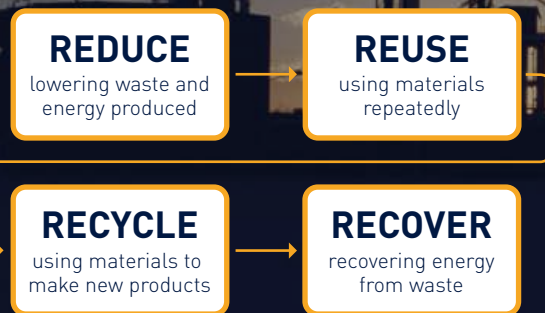 REDUCE
lowering waste and
energy produced
REUSE
using materials
repeatedly
RECYCLE
using materials to
make new products
RECOVER
recovering energy
from waste